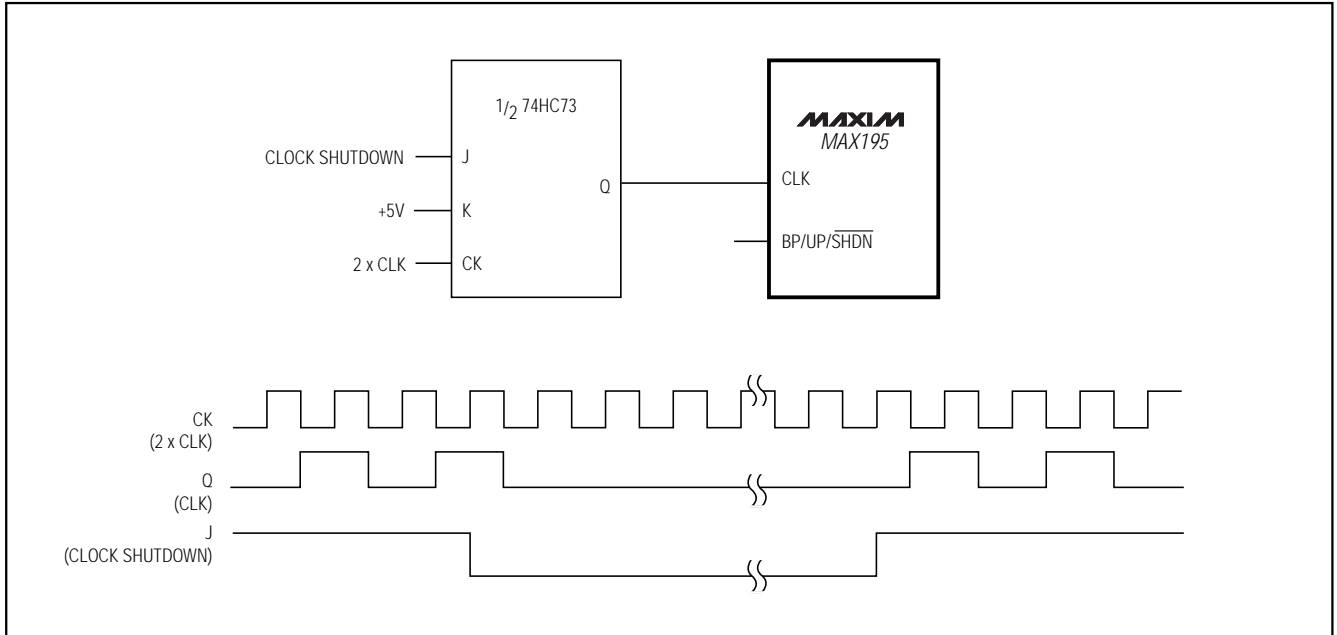 1/2 74HC73
MAXIM
MAX195
CLOCK SHUTDOWN
J
CLK
Q
+5V
K
BP/UP/SHDN
2 x CLK
CK
CK
(2 x CLK)
Q
(CLK)
J
(CLOCK SHUTDOWN)